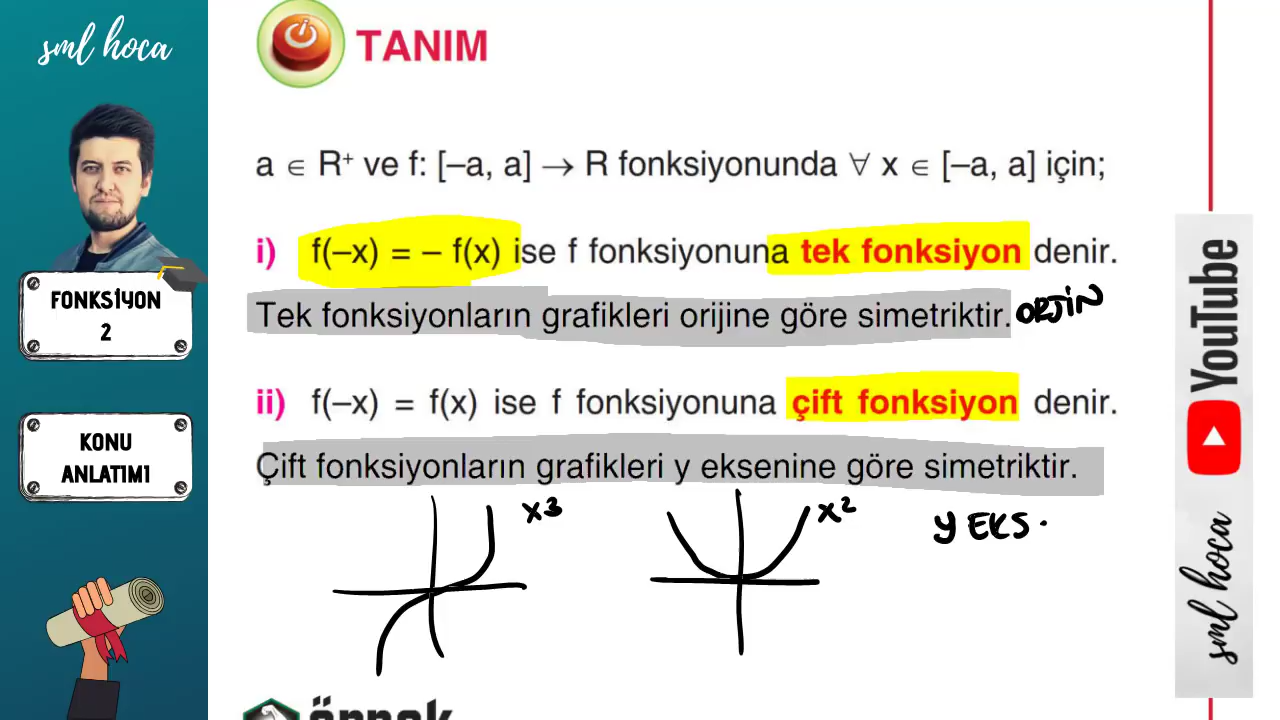 sml hoca
TANIM
a ∈ R⁺ ve f: [–a, a] → R fonksiyonunda ∀ x ∈ [–a, a] için;
i) f(–x) = – f(x) ise f fonksiyonuna tek fonksiyon denir.
Tek fonksiyonların grafikleri orijine göre simetriktir. ORJİN
ii) f(–x) = f(x) ise f fonksiyonuna çift fonksiyon denir.
Çift fonksiyonların grafikleri y eksenine göre simetriktir.
x3
x2
Y EKS.
FONKSİYON
2
KONU
ANLATIMI
YouTube
sml hoca
örnek